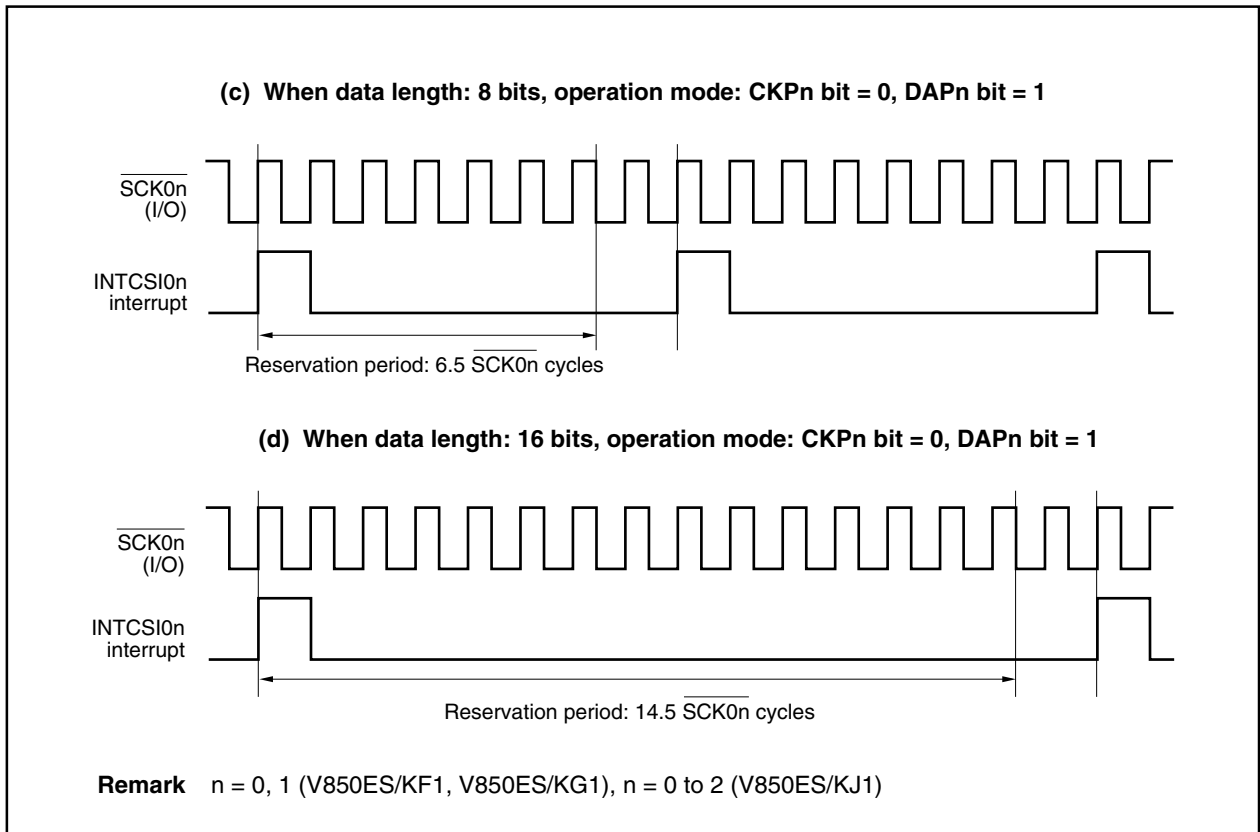 (c) When data length: 8 bits, operation mode: CKPn bit = 0, DAPn bit = 1
SCK0n
(I/O)
INTCSI0n
interrupt
Reservation period: 6.5 SCK0n cycles
(d) When data length: 16 bits, operation mode: CKPn bit = 0, DAPn bit = 1
SCK0n
(I/O)
INTCSI0n
interrupt
Reservation period: 14.5 SCK0n cycles
Remark n = 0, 1 (V850ES/KF1, V850ES/KG1), n = 0 to 2 (V850ES/KJ1)